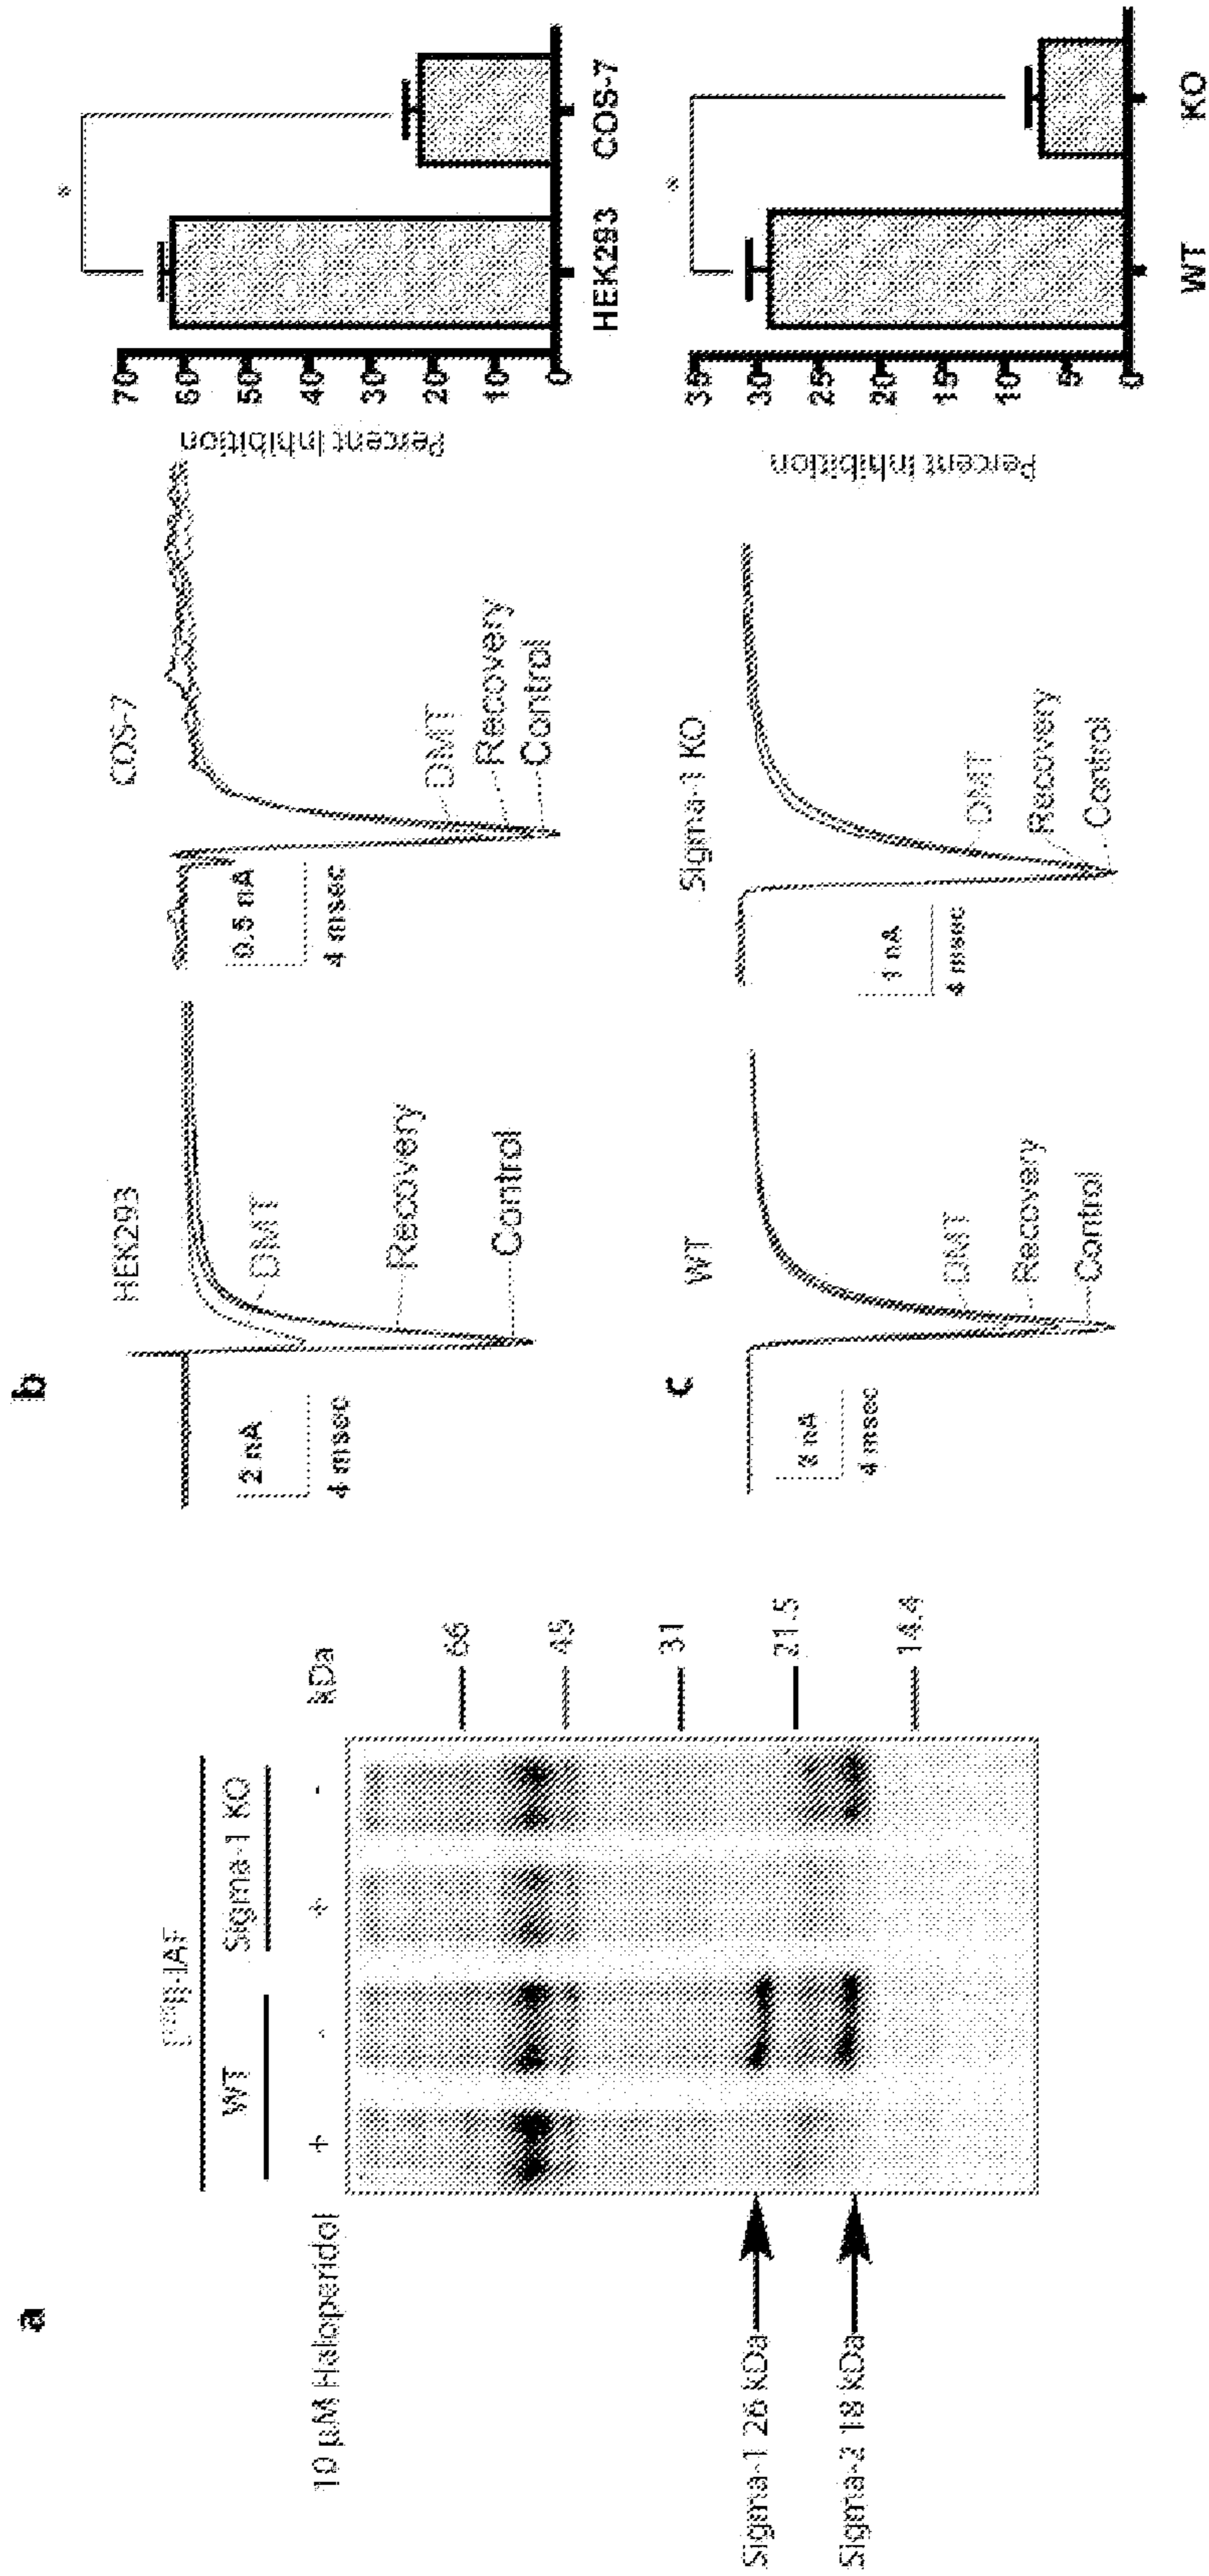 a
WT
Sigma-1 KO
10 µM Haloperidol
+
-
+
-
kDa
66
45
31
21.5
14.4
Sigma-1 26 kDa
Sigma-2 18 kDa
b
HEK293
DMT
Recovery
Control
2 nA
4 msec
COS-7
DMT
Recovery
Control
0.5 nA
4 msec
Percent Inhibition
70
60
50
40
30
20
10
0
*
HEK293
COS-7
c
WT
DMT
Recovery
Control
4 msec
Sigma-1 KO
DMT
Recovery
Control
1 nA
4 msec
Percent Inhibition
35
30
25
20
15
10
5
0
*
WT
KO